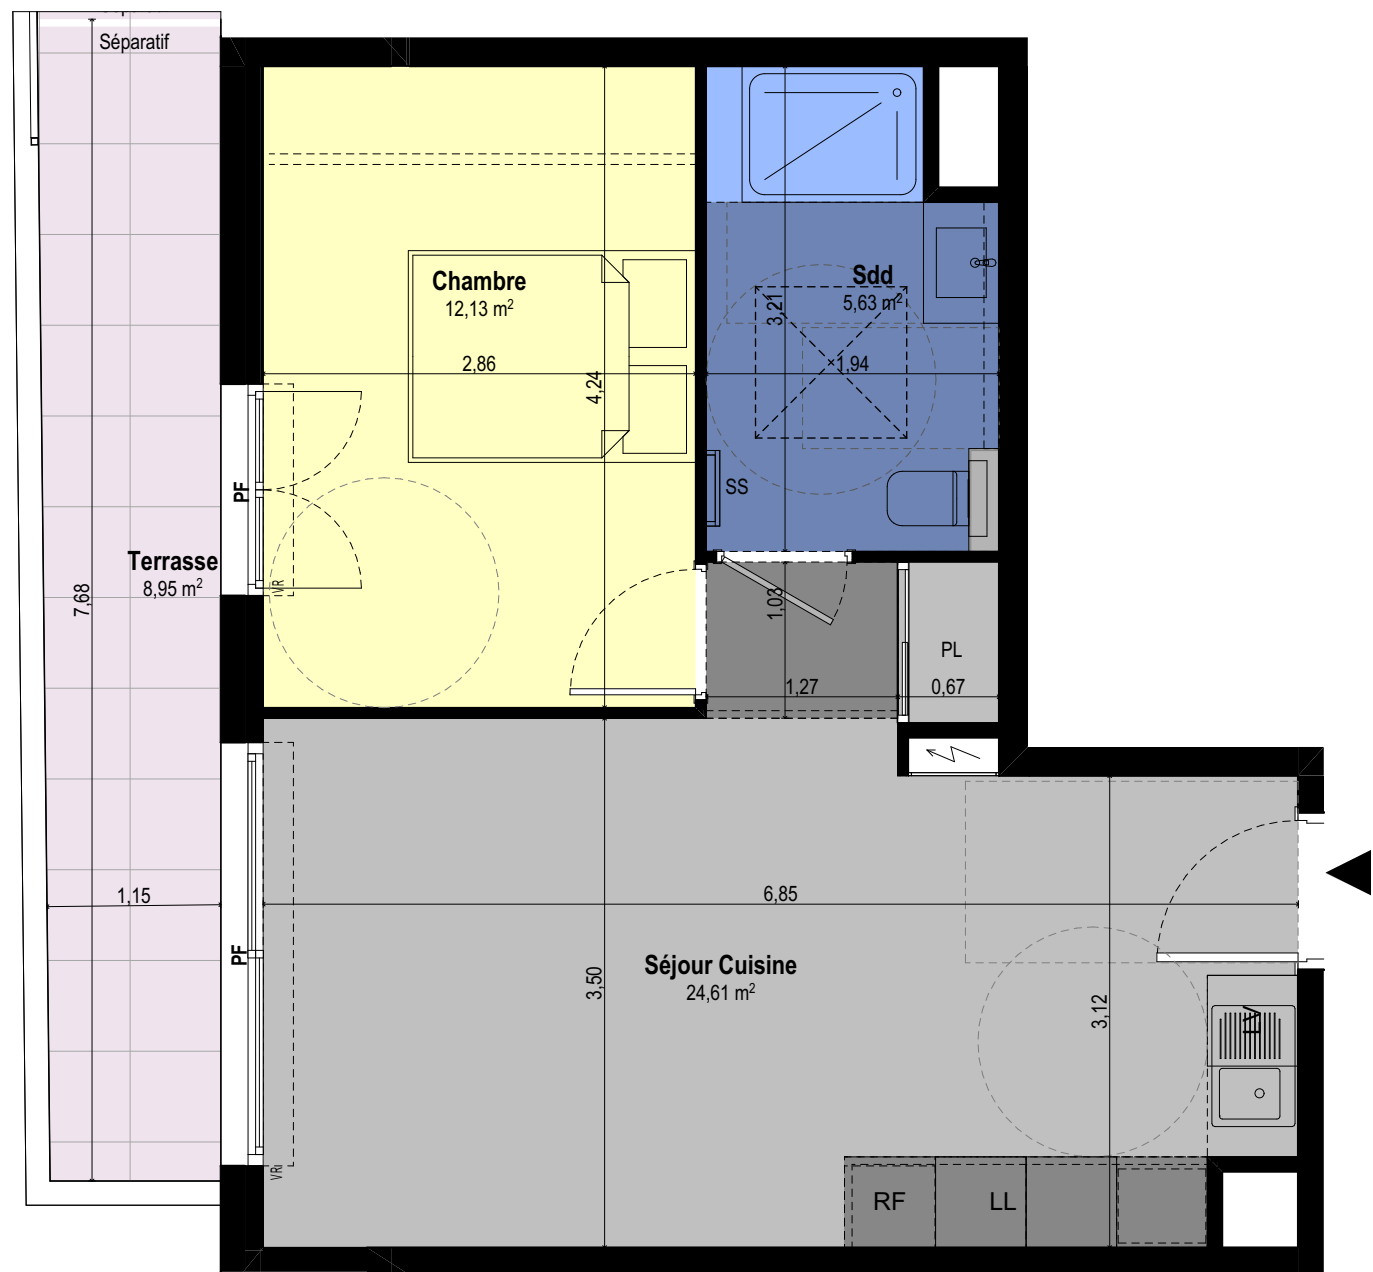 Séparatif
Chambre
12,13 m²
2,86
4,24
Sdd
5,63 m²
3,21
1,94
SS
PF
VR
Terrasse
8,95 m²
7,68
1,03
1,27
PL
0,67
1,15
6,85
PF
Séjour Cuisine
24,61 m²
3,50
3,12
LV
VR
RF
LL